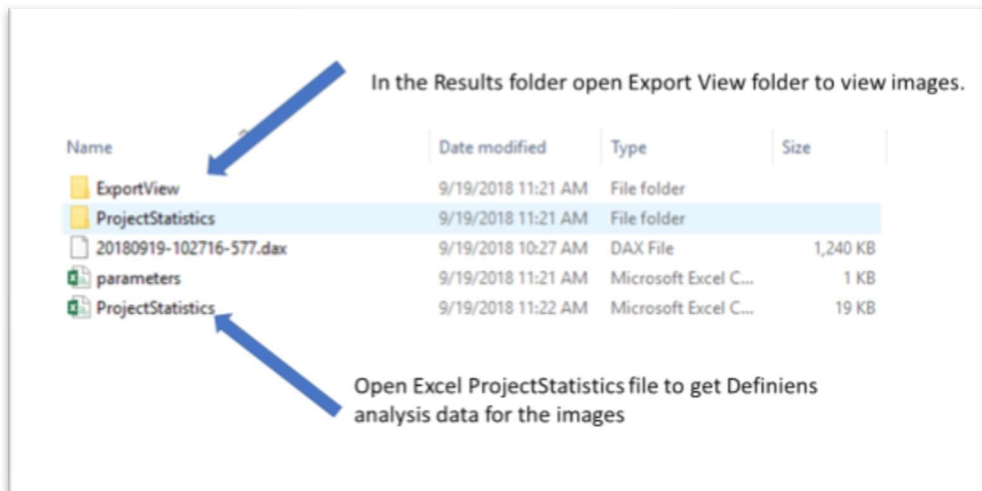 In the Results folder open Export View folder to view images.
Name Date modified Type Size
ExportView 9/19/2018 11:21 AM File folder
ProjectStatistics 9/19/2018 11:21 AM File folder
20180919-102716-577.dax 9/19/2018 10:27 AM DAX File 1,240 KB
parameters 9/19/2018 11:21 AM Microsoft Excel C... 1 KB
ProjectStatistics 9/19/2018 11:22 AM Microsoft Excel C... 19 KB
Open Excel ProjectStatistics file to get Definiens
analysis data for the images